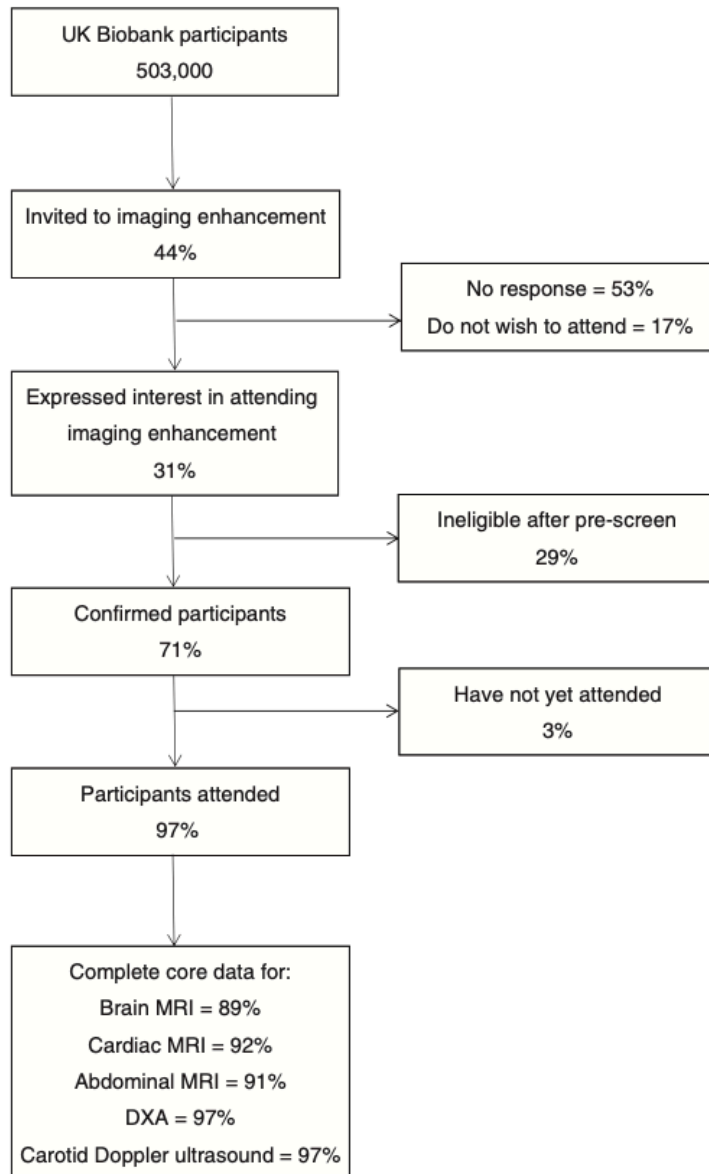 UK Biobank participants
503,000
Invited to imaging enhancement
44%
No response = 53%
Do not wish to attend = 17%
Expressed interest in attending
imaging enhancement
31%
Ineligible after pre-screen
29%
Confirmed participants
71%
Have not yet attended
3%
Participants attended
97%
Complete core data for:
Brain MRI = 89%
Cardiac MRI = 92%
Abdominal MRI = 91%
DXA = 97%
Carotid Doppler ultrasound = 97%